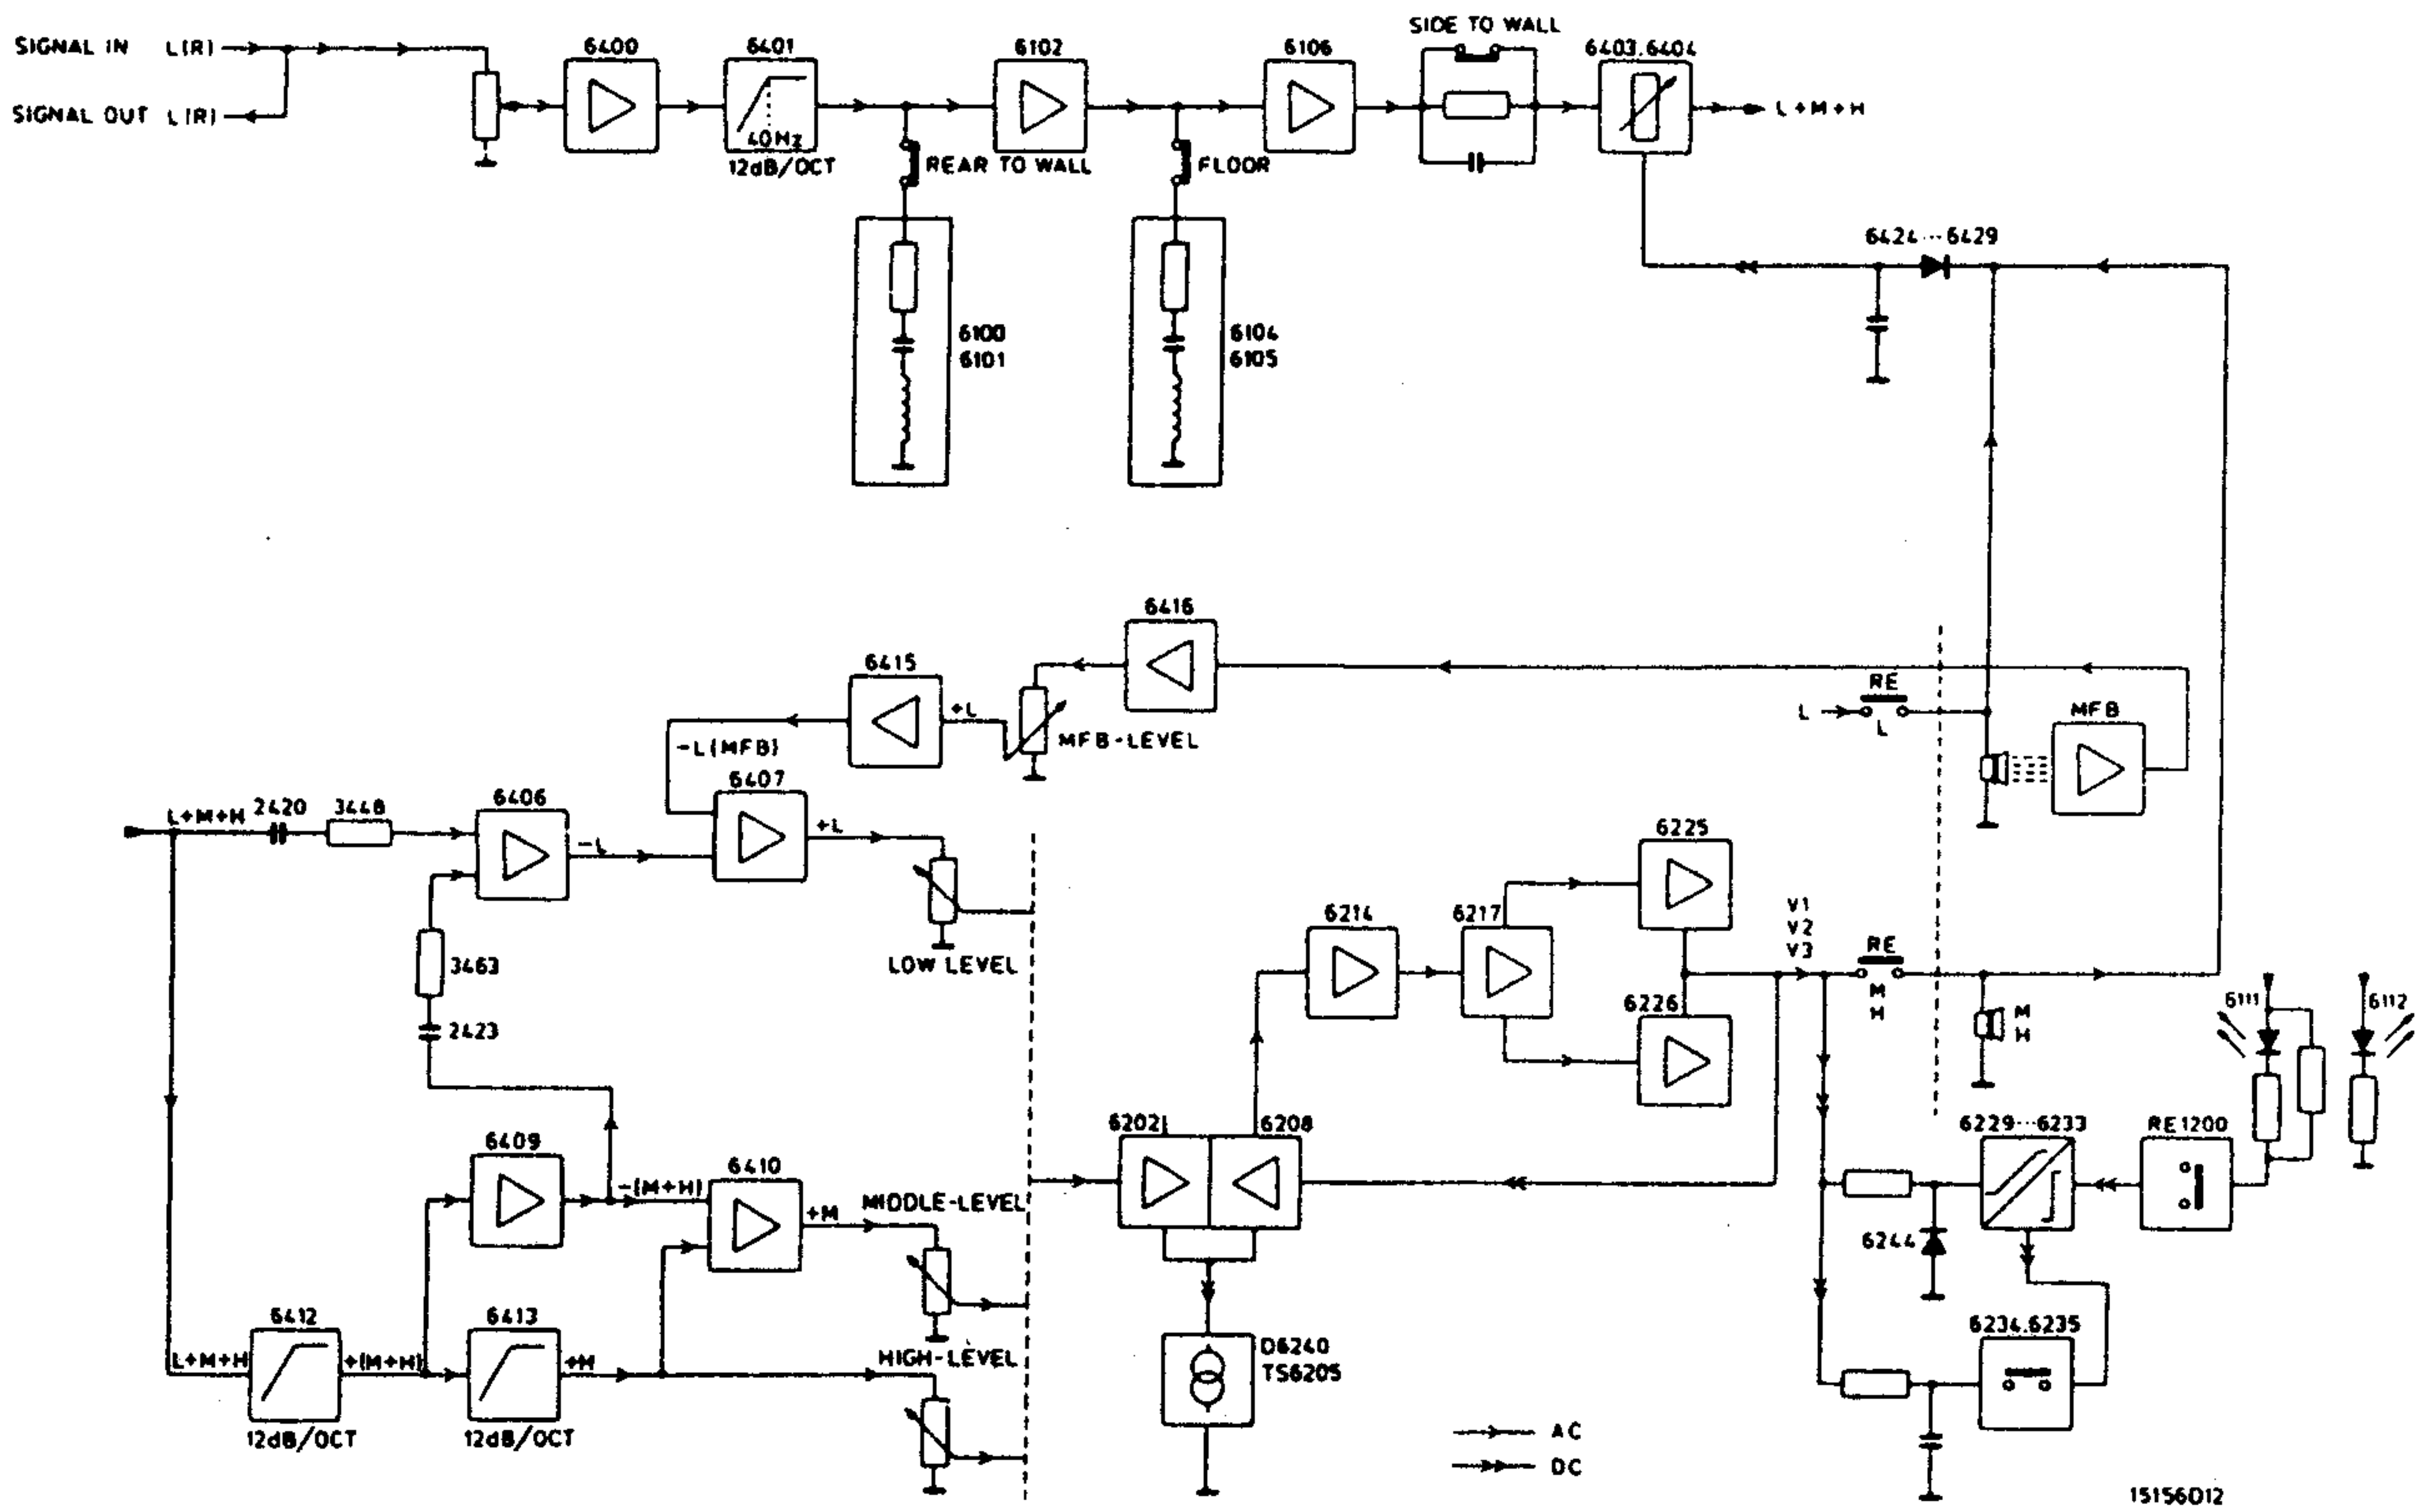 SIDE TO WALL
SIGNAL IN L(R)
6400
6401
6102
6106
6403.6404
SIGNAL OUT L(R)
40Hz
12dB/OCT
L+M+H
REAR TO WALL
FLOOR
6424...6429
6100
6101
6104
6105
6416
6415
+L
MFB-LEVEL
-L(MFB)
RE
L
L
MFB
6407
6406
L+M+H
2420
3448
-L
+L
6225
LOW LEVEL
3463
2423
6214
6217
6226
V1
V2
V3
RE
M
H
M
H
6111
6112
6409
6410
-(M+H)
+M
MIDDLE-LEVEL
6202
6208
6229...6233
RE1200
6244
6412
6413
L+M+H
+(M+H)
+H
HIGH-LEVEL
12dB/OCT
12dB/OCT
D6240
TS6205
6234.6235
AC
DC
15156D12